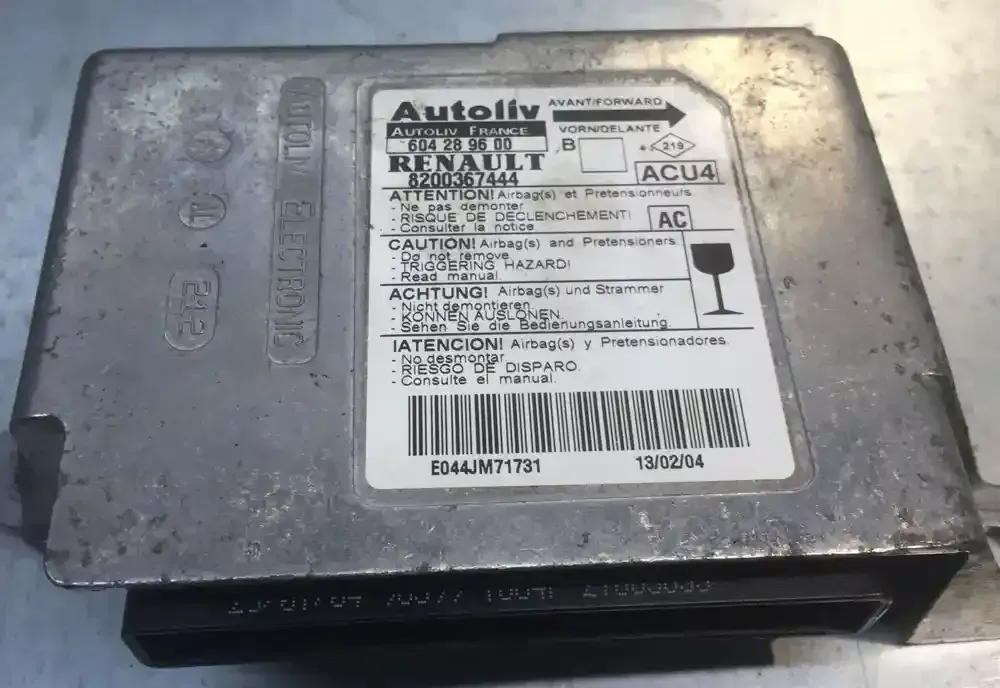 Autoliv
AVANT/FORWARD
AUTOLIV FRANCE
VORN/DELANTE
604 28 96 00
B
219
RENAULT
8200367444
ACU4
ATTENTION! Airbag(s) et Pretensionneurs
- Ne pas demonter
- RISQUE DE DECLENCHEMENT!
- Consulter la notice
AC
CAUTION! Airbag(s) and Pretensioners
- Do not remove
- TRIGGERING HAZARD!
- Read manual.
ACHTUNG! Airbag(s) und Strammer
- Nicht demontieren
- KONNEN AUSLONEN.
- Sehen Sie die Bedienungsanleitung.
!ATENCION! Airbag(s) y Pretensionadores.
- No desmontar
- RIESGO DE DISPARO.
- Consulte el manual.
E044JM71731
13/02/04
AUTOLIV ELECTRONIC